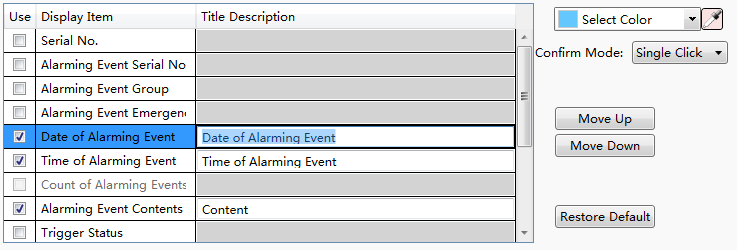 Use Display Item Title Description
Serial No.
Alarming Event Serial No
Alarming Event Group
Alarming Event Emergenc
Date of Alarming Event Date of Alarming Event
Time of Alarming Event Time of Alarming Event
Count of Alarming Events
Alarming Event Contents Content
Trigger Status
Select Color
Confirm Mode: Single Click
Move Up
Move Down
Restore Default